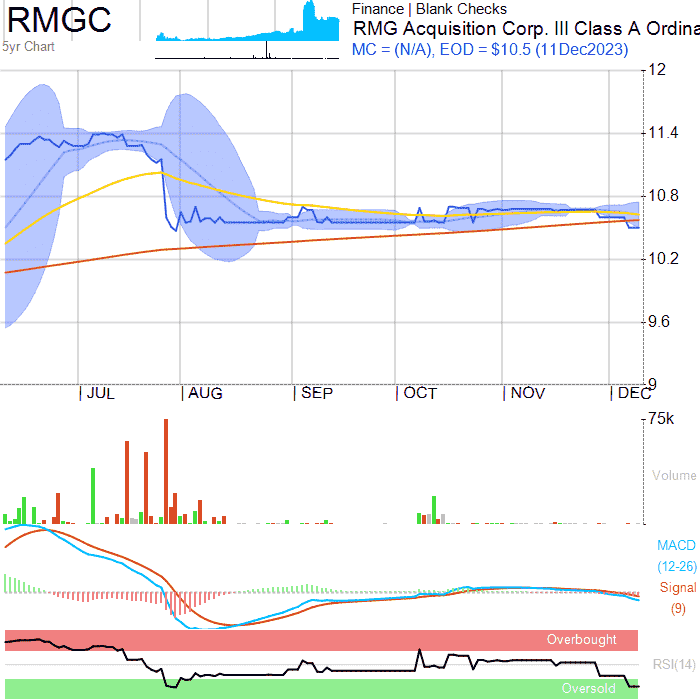 RMGC
5yr Chart
Finance | Blank Checks
RMG Acquisition Corp. III Class A Ordina
MC = (N/A), EOD = $10.5 (11Dec2023)
12
11.4
10.8
10.2
9.6
9
JUL
AUG
SEP
OCT
NOV
DEC
75k
Volume
MACD
(12-26)
Signal
(9)
Overbought
RSI(14)
Oversold